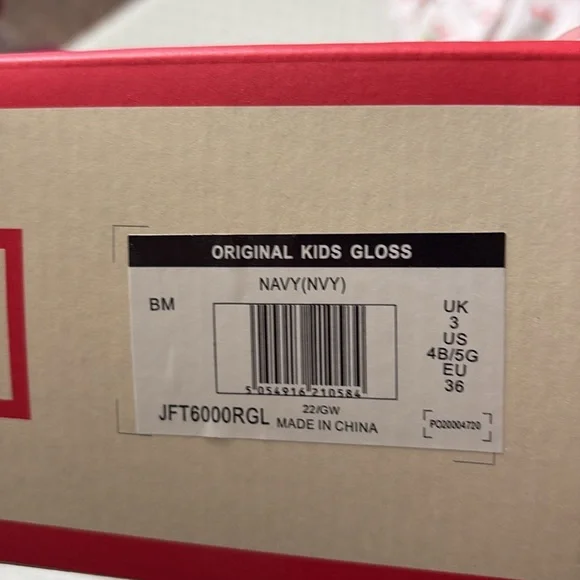 ORIGINAL KIDS GLOSS
NAVY(NVY)
BM
UK
3
US
4B/5G
EU
36
5 054916 210584
JFT6000RGL
22/GW
MADE IN CHINA
PO20004720